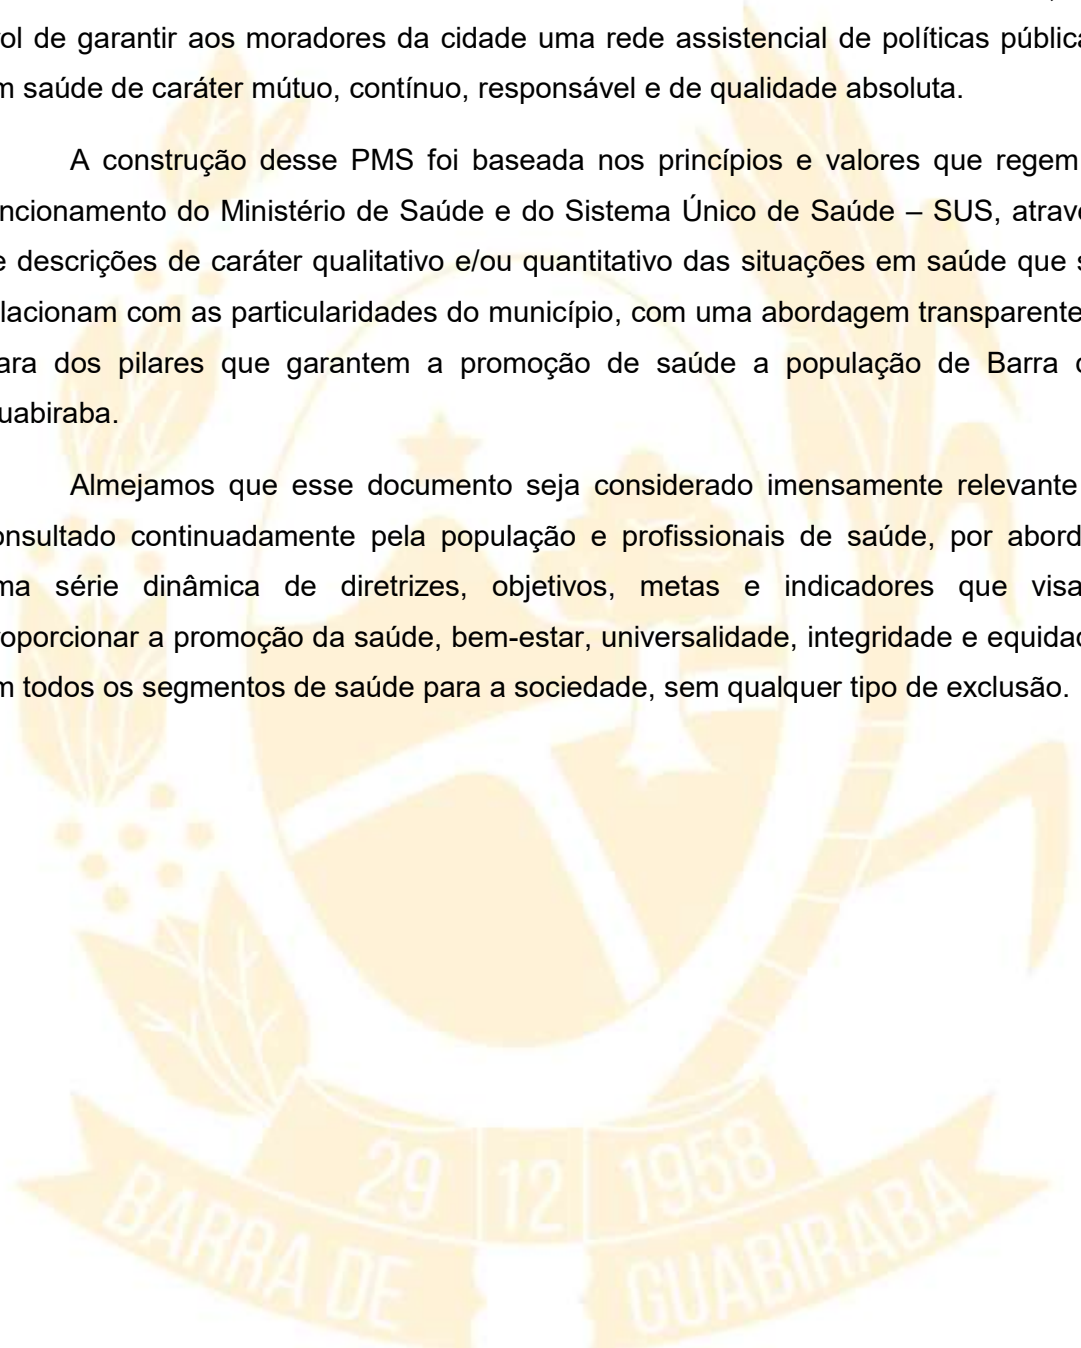 rol de garantir aos moradores da cidade uma rede assistencial de políticas pública
m saúde de caráter mútuo, contínuo, responsável e de qualidade absoluta.
A construção desse PMS foi baseada nos princípios e valores que regem
ncionamento do Ministério de Saúde e do Sistema Único de Saúde – SUS, atravé
e descrições de caráter qualitativo e/ou quantitativo das situações em saúde que s
lacionam com as particularidades do município, com uma abordagem transparente
ara dos pilares que garantem a promoção de saúde a população de Barra d
uabiraba.
Almejamos que esse documento seja considerado imensamente relevante
onsultado continuadamente pela população e profissionais de saúde, por abord
ma série dinâmica de diretrizes, objetivos, metas e indicadores que visa
roporcionar a promoção da saúde, bem-estar, universalidade, integridade e equidad
m todos os segmentos de saúde para a sociedade, sem qualquer tipo de exclusão.
29 12 1958
BARRA DE GUABIRABA